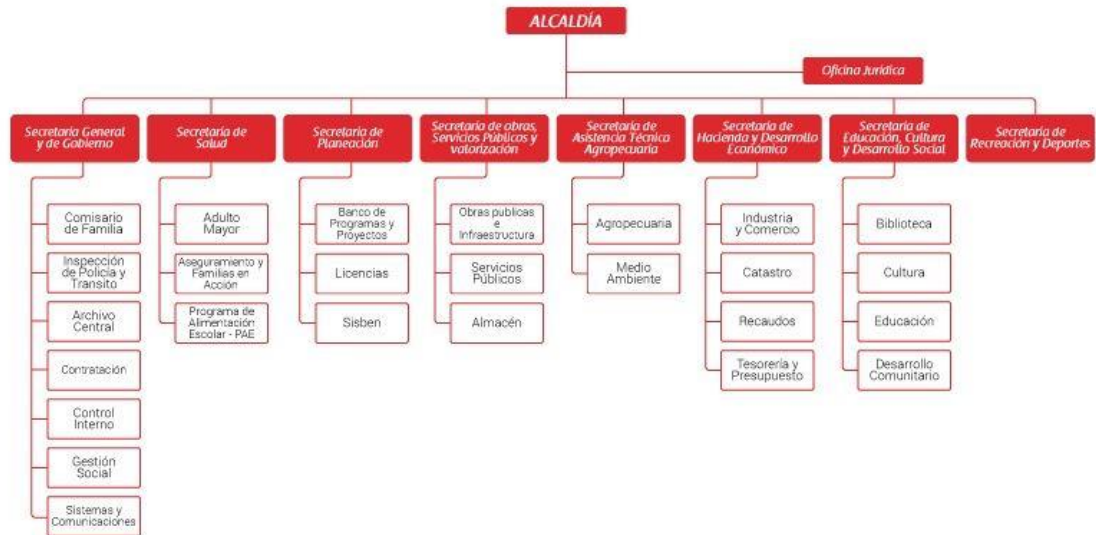 ALCALDÍA
Oficina Jurídica
Secretaría General
y de Gobierno
Secretaría de
Salud
Secretaría de
Planeación
Secretaría de obras,
Servicios Públicos y
valorización
Secretaría de
Asistencia Técnica
Agropecuaria
Secretaría de
Hacienda y Desarrollo
Económico
Secretaría de
Educación, Cultura
y Desarrollo Social
Secretaría de
Recreación y Deportes
Comisario
de Familia
Inspección
de Policía y
Transito
Archivo
Central
Contratación
Control
Interno
Gestión
Social
Sistemas y
Comunicaciones
Adulto
Mayor
Aseguramiento y
Familias en
Acción
Programa de
Alimentación
Escolar - PAE
Banco de
Programas y
Proyectos
Licencias
Sisben
Obras publicas
e
Infraestructura
Servicios
Públicos
Almacén
Agropecuaria
Medio
Ambiente
Industria
y Comercio
Catastro
Recaudos
Tesorería y
Presupuesto
Biblioteca
Cultura
Educación
Desarrollo
Comunitario